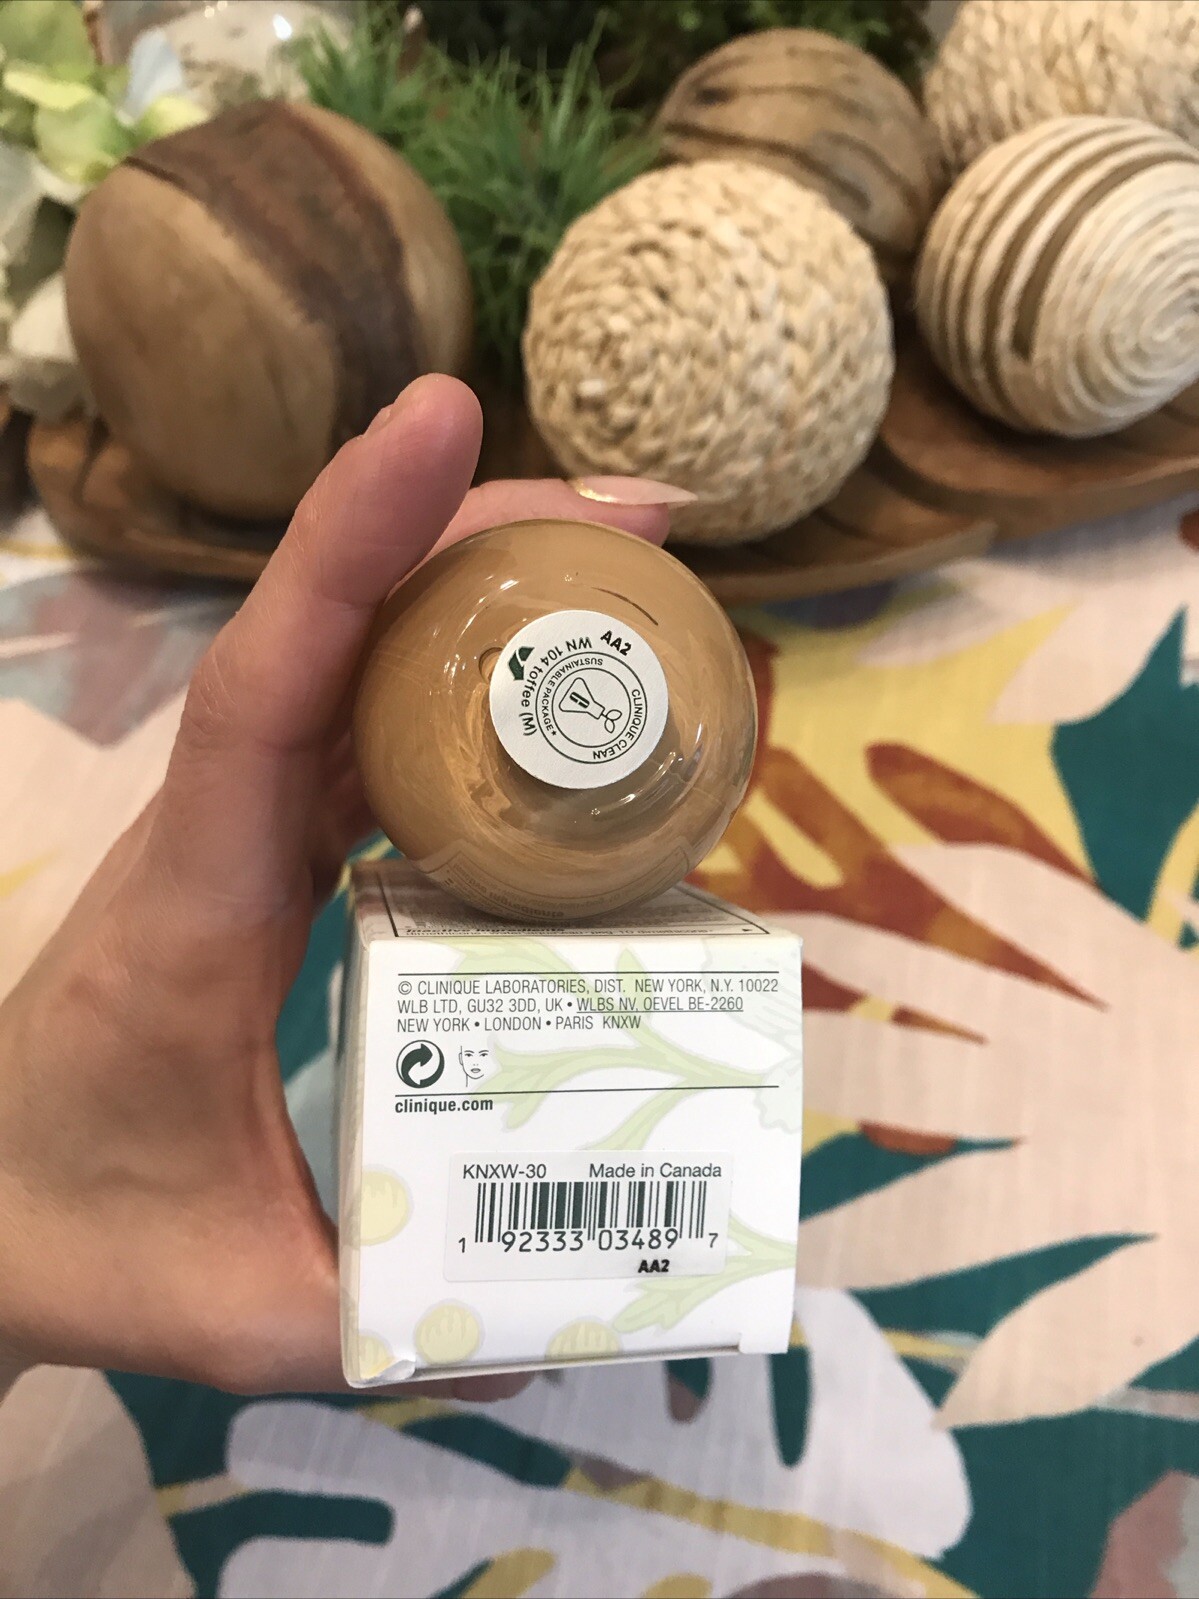 AA2
WN 104 toffee (M)
SUSTAINABLE PACKAGE*
CLINIQUE CLEAN
Inactive Ingredients
© CLINIQUE LABORATORIES, DIST. NEW YORK, N.Y. 10022
WLB LTD, GU32 3DD, UK • WLBS NV, OEVEL BE-2260
NEW YORK • LONDON • PARIS KNXW
clinique.com
KNXW-30 Made in Canada
1 92333 03489 7
AA2